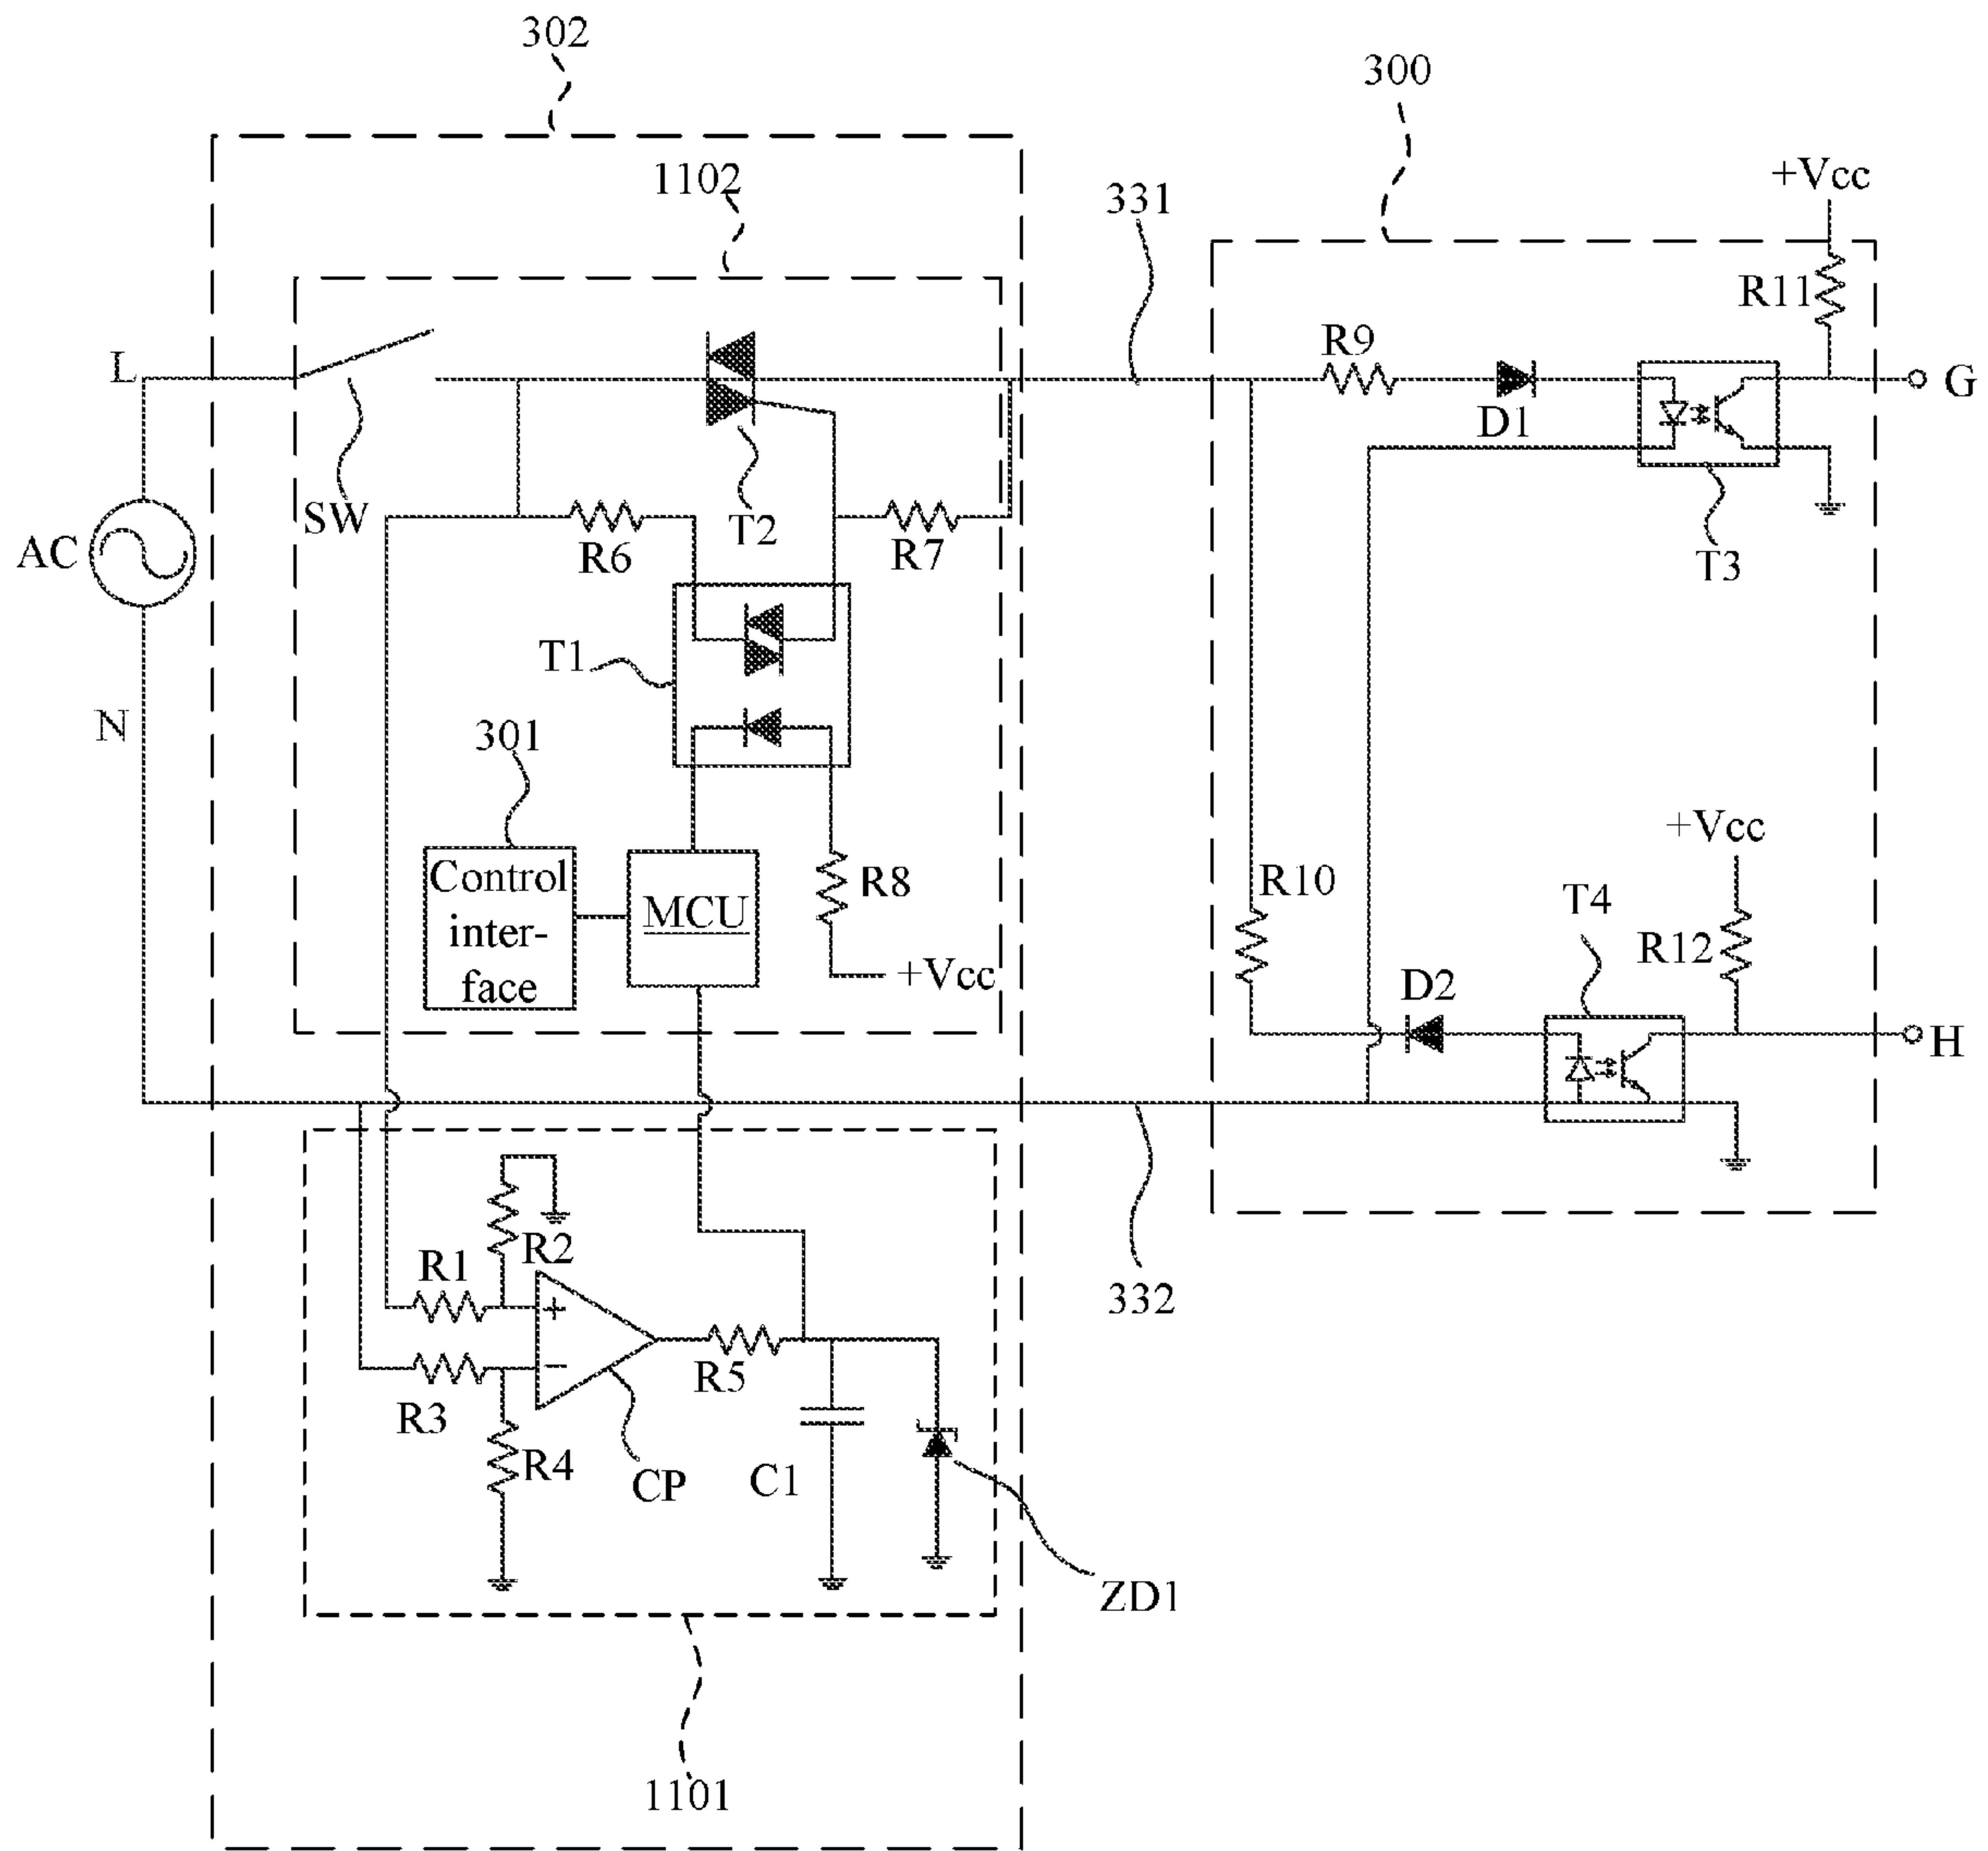 302
300
1102
331
+Vcc
R11
L
R9
G
D1
SW
AC
T2
R6
R7
T3
T1
N
301
+Vcc
Control
inter-
face
MCU
R8
R10
T4
R12
+Vcc
D2
H
R2
R1
332
R5
R3
R4
CP
C1
ZD1
1101
+
−